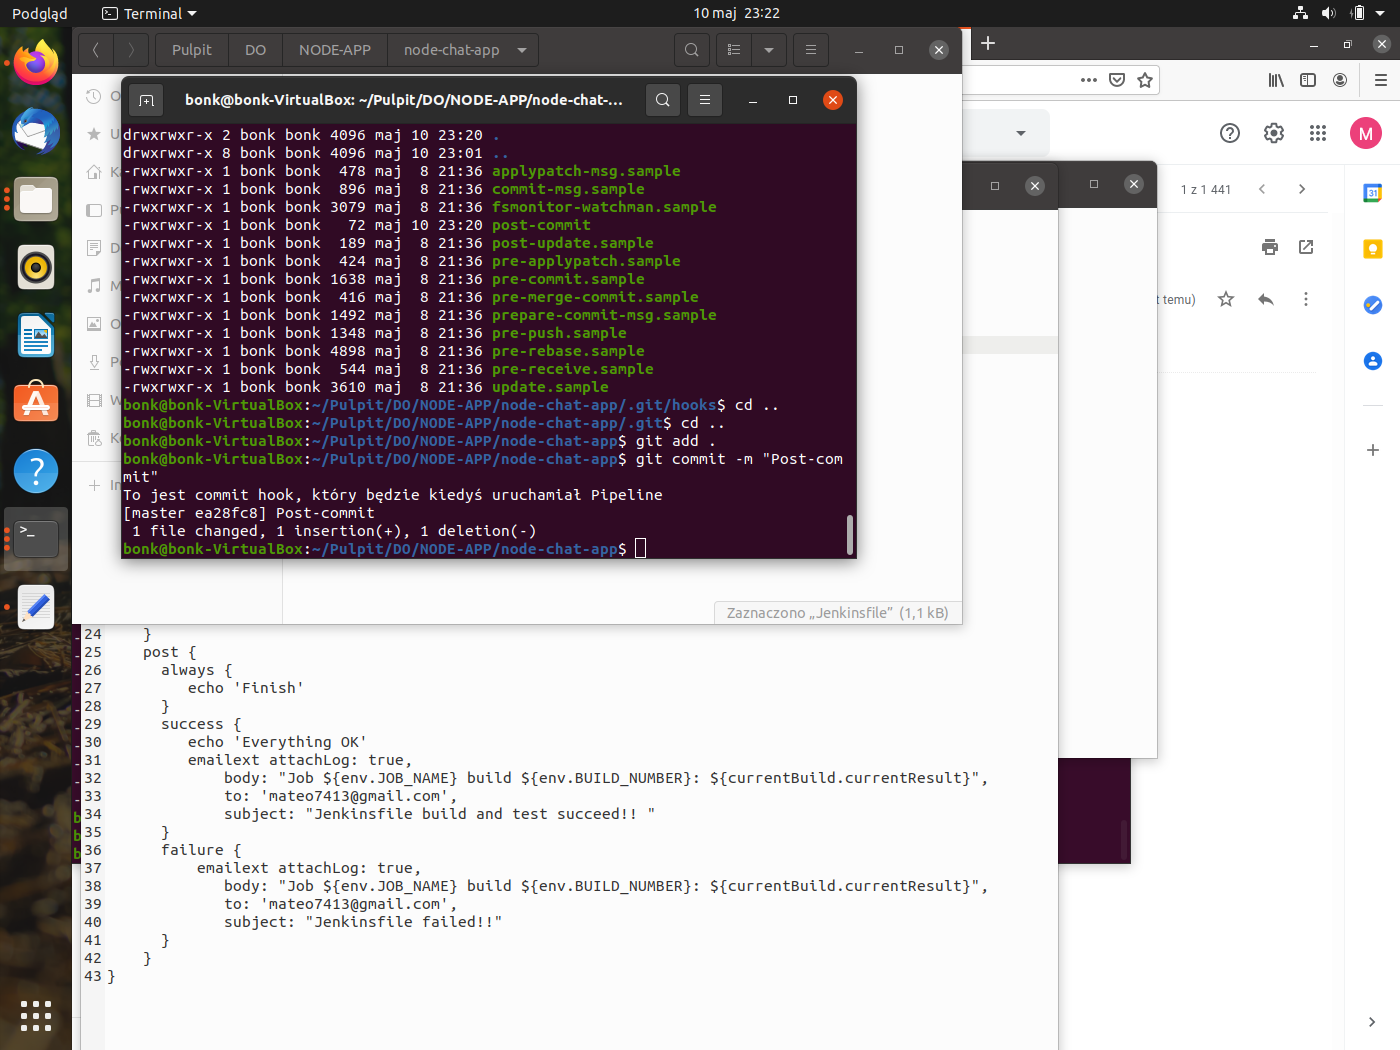 Podgląd
Terminal
10 maj 23:22
Pulpit
DO
NODE-APP
node-chat-app
bonk@bonk-VirtualBox: ~/Pulpit/DO/NODE-APP/node-chat-...
drwxrwxr-x 2 bonk bonk 4096 maj 10 23:20 .
drwxrwxr-x 8 bonk bonk 4096 maj 10 23:01 ..
-rwxrwxr-x 1 bonk bonk  478 maj  8 21:36 applypatch-msg.sample
-rwxrwxr-x 1 bonk bonk  896 maj  8 21:36 commit-msg.sample
-rwxrwxr-x 1 bonk bonk 3079 maj  8 21:36 fsmonitor-watchman.sample
-rwxrwxr-x 1 bonk bonk   72 maj 10 23:20 post-commit
-rwxrwxr-x 1 bonk bonk  189 maj  8 21:36 post-update.sample
-rwxrwxr-x 1 bonk bonk  424 maj  8 21:36 pre-applypatch.sample
-rwxrwxr-x 1 bonk bonk 1638 maj  8 21:36 pre-commit.sample
-rwxrwxr-x 1 bonk bonk  416 maj  8 21:36 pre-merge-commit.sample
-rwxrwxr-x 1 bonk bonk 1492 maj  8 21:36 prepare-commit-msg.sample
-rwxrwxr-x 1 bonk bonk 1348 maj  8 21:36 pre-push.sample
-rwxrwxr-x 1 bonk bonk 4898 maj  8 21:36 pre-rebase.sample
-rwxrwxr-x 1 bonk bonk  544 maj  8 21:36 pre-receive.sample
-rwxrwxr-x 1 bonk bonk 3610 maj  8 21:36 update.sample
bonk@bonk-VirtualBox:~/Pulpit/DO/NODE-APP/node-chat-app/.git/hooks$ cd ..
bonk@bonk-VirtualBox:~/Pulpit/DO/NODE-APP/node-chat-app/.git$ cd ..
bonk@bonk-VirtualBox:~/Pulpit/DO/NODE-APP/node-chat-app$ git add .
bonk@bonk-VirtualBox:~/Pulpit/DO/NODE-APP/node-chat-app$ git commit -m "Post-com
mit"
To jest commit hook, który będzie kiedyś uruchamiał Pipeline
[master ea28fc8] Post-commit
 1 file changed, 1 insertion(+), 1 deletion(-)
bonk@bonk-VirtualBox:~/Pulpit/DO/NODE-APP/node-chat-app$
Zaznaczono „Jenkinsfile” (1,1 kB)
M
1 z 1 441
31
t temu)
24     }
25     post {
26       always {
27          echo 'Finish'
28       }
29       success {
30          echo 'Everything OK'
31          emailext attachLog: true,
32              body: "Job ${env.JOB_NAME} build ${env.BUILD_NUMBER}: ${currentBuild.currentResult}",
33              to: 'mateo7413@gmail.com',
34              subject: "Jenkinsfile build and test succeed!! "
35       }
36       failure {
37           emailext attachLog: true,
38              body: "Job ${env.JOB_NAME} build ${env.BUILD_NUMBER}: ${currentBuild.currentResult}",
39              to: 'mateo7413@gmail.com',
40              subject: "Jenkinsfile failed!!"
41       }
42     }
43 }